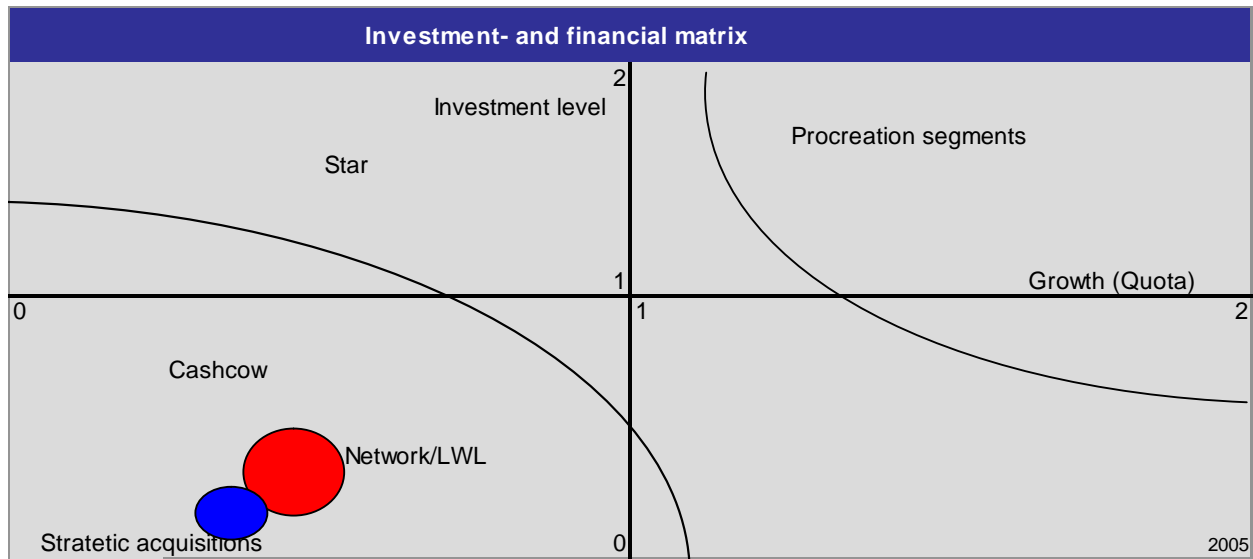 Investment- and financial matrix
2
Investment level
Procreation segments
Star
1
Growth (Quota)
0
1
2
Cashcow
Network/LWL
Stratetic acquisitions
0
2005